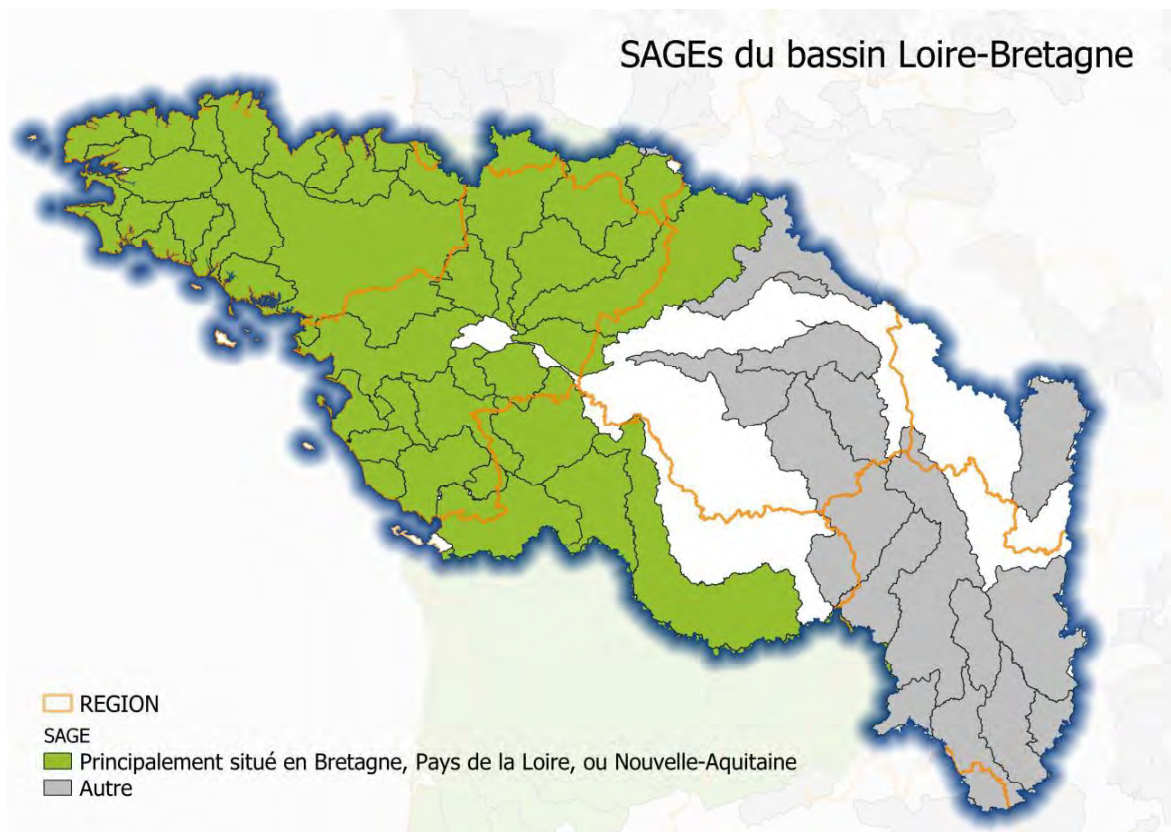 SAGEs du bassin Loire-Bretagne
REGION
SAGE
Principalement situé en Bretagne, Pays de la Loire, ou Nouvelle-Aquitaine
Autre